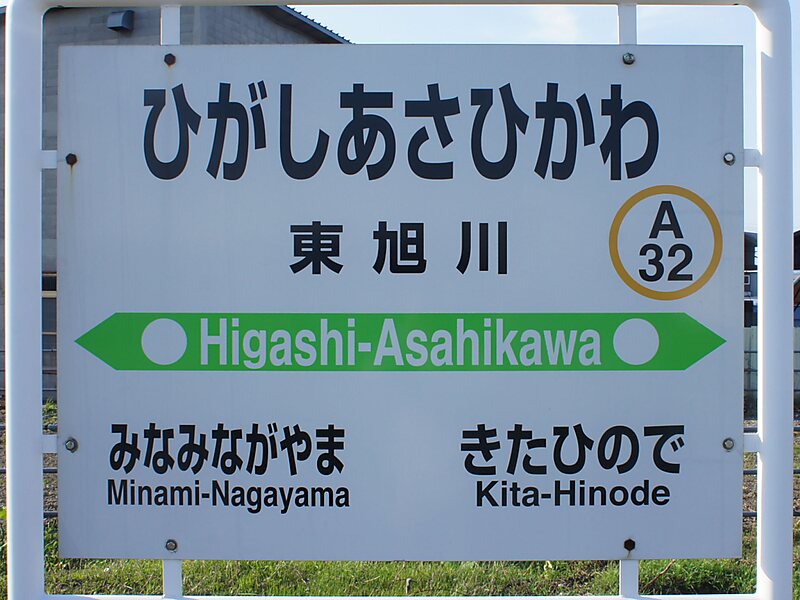 ひがしあさひかわ
東旭川
A
32
Higashi-Asahikawa
みなみながやま
Minami-Nagayama
きたひので
Kita-Hinode